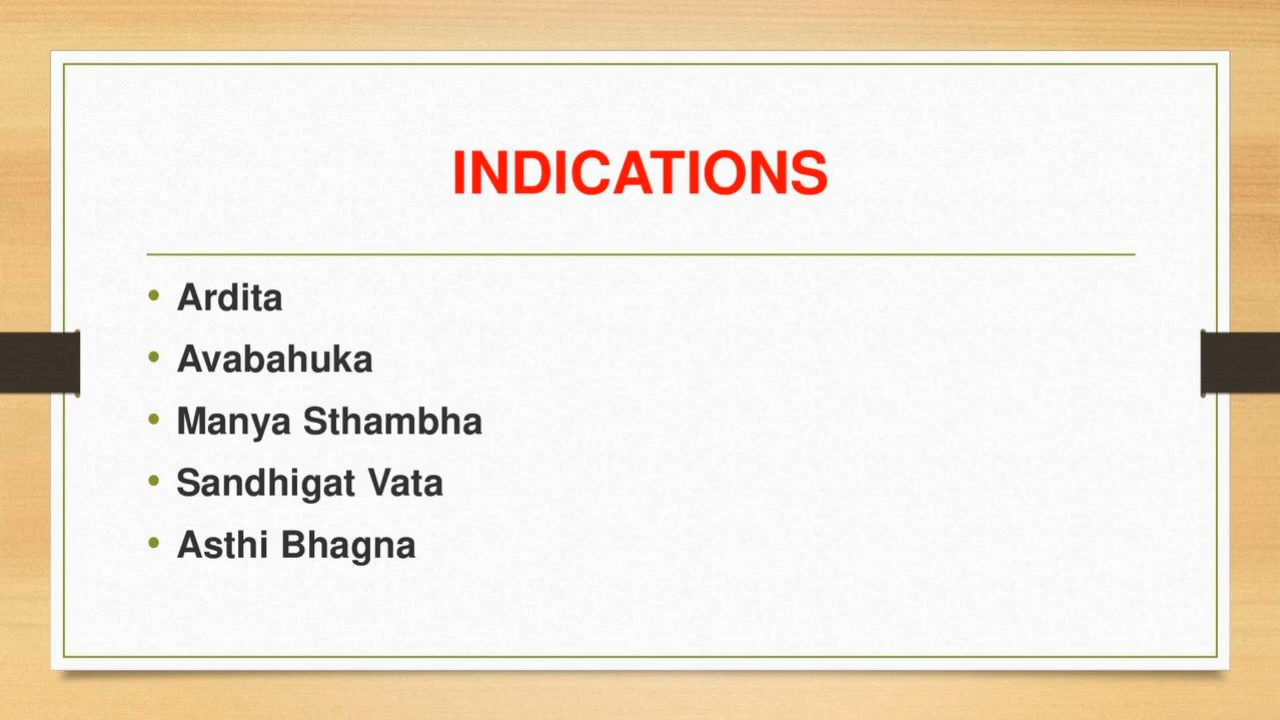 INDICATIONS
• Ardita
• Avabahuka
• Manya Sthambha
• Sandhigat Vata
• Asthi Bhagna